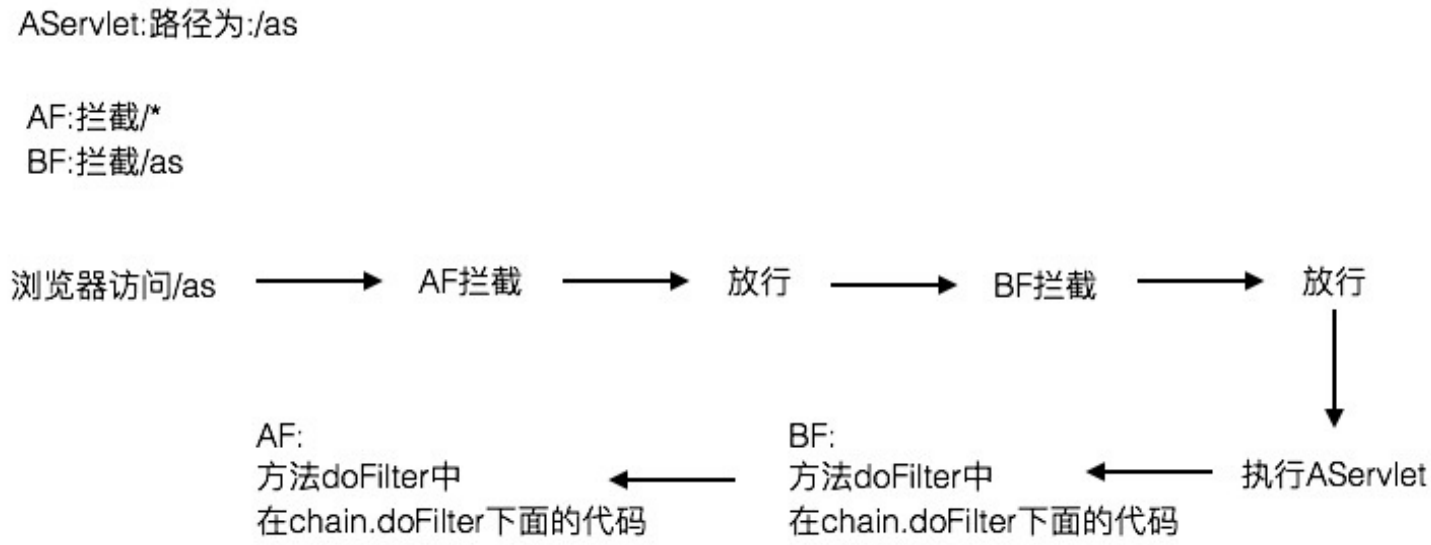 AServlet:路径为:/as
AF:拦截/*
BF:拦截/as
浏览器访问/as
AF拦截
放行
BF拦截
放行
执行AServlet
BF:
方法doFilter中
在chain.doFilter下面的代码
AF:
方法doFilter中
在chain.doFilter下面的代码